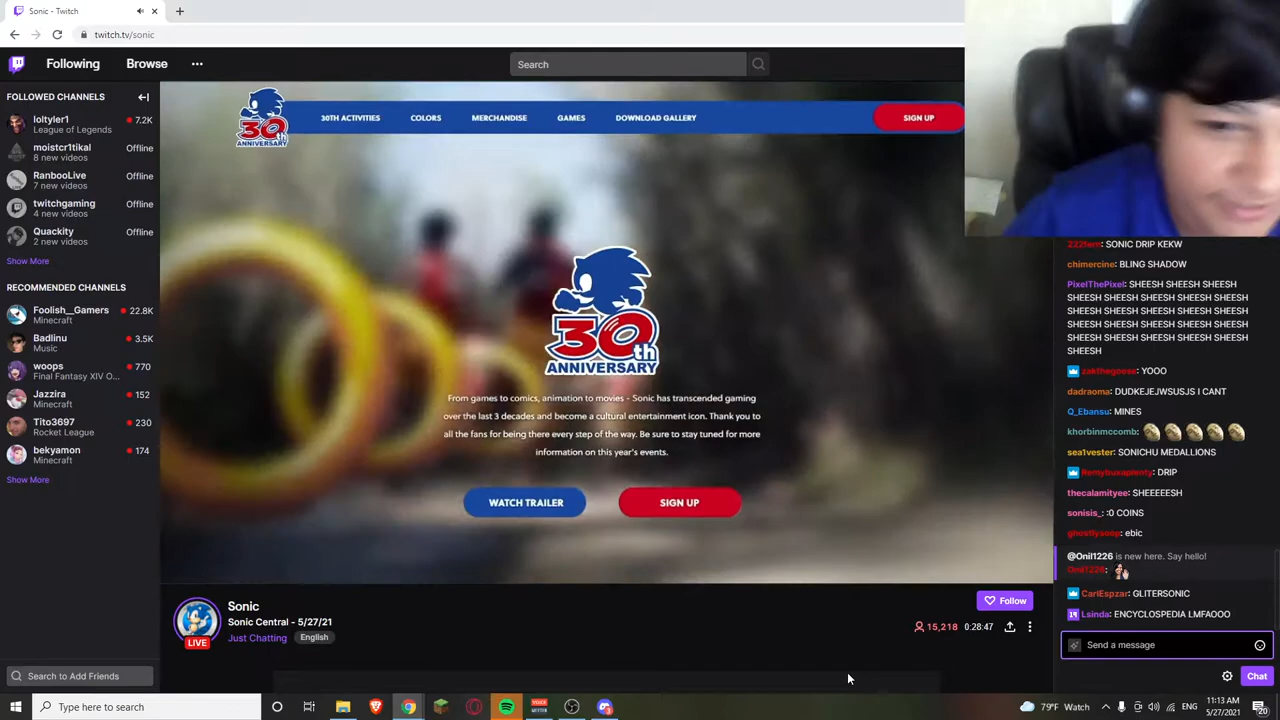 Sonic - Twitch
twitch.tv/sonic
Following
Browse
Search
FOLLOWED CHANNELS
loltyler1
7.2K
League of Legends
moistcr1tikal
Offline
8 new videos
RanbooLive
Offline
7 new videos
twitchgaming
Offline
4 new videos
Quackity
Offline
2 new videos
Show More
RECOMMENDED CHANNELS
Foolish__Gamers
22.8K
Minecraft
Badlinu
3.5K
Music
woops
770
Final Fantasy XIV O...
Jazzira
152
Minecraft
Tito3697
230
Rocket League
bekyamon
174
Minecraft
Show More
Search to Add Friends
30th
ANNIVERSARY
30TH ACTIVITIES
COLORS
MERCHANDISE
GAMES
DOWNLOAD GALLERY
SIGN UP
30th
ANNIVERSARY
From games to comics, animation to movies - Sonic has transcended gaming
over the last 3 decades and become a cultural entertainment icon. Thank you to
all the fans for being there every step of the way. Be sure to stay tuned for more
information on this year's events.
WATCH TRAILER
SIGN UP
LIVE
Sonic
Sonic Central - 5/27/21
Just Chatting
English
Follow
15,218
0:28:47
222fern: SONIC DRIP KEKW
chimercine: BLING SHADOW
PixelThePixel: SHEESH SHEESH SHEESH
SHEESH SHEESH SHEESH SHEESH SHEESH
SHEESH SHEESH SHEESH SHEESH SHEESH
SHEESH SHEESH SHEESH SHEESH SHEESH
SHEESH SHEESH SHEESH SHEESH SHEESH
SHEESH
zakthegoose: YOOO
dadraoma: DUDKEJEJWSUSJS I CANT
Q_Ebansu: MINES
khorbinmccomb:
sea1vester: SONICHU MEDALLIONS
Remybuxaplenty: DRIP
thecalamityee: SHEEEEESH
sonisis_: :0 COINS
ghostlysoop: ebic
@Onil1226 is new here. Say hello!
Onil1226:
CarlEspzar: GLITERSONIC
Lsinda: ENCYCLOSPEDIA LMFAOOO
Send a message
Chat
Type here to search
79°F Watch
ENG
11:13 AM
5/27/2021
20